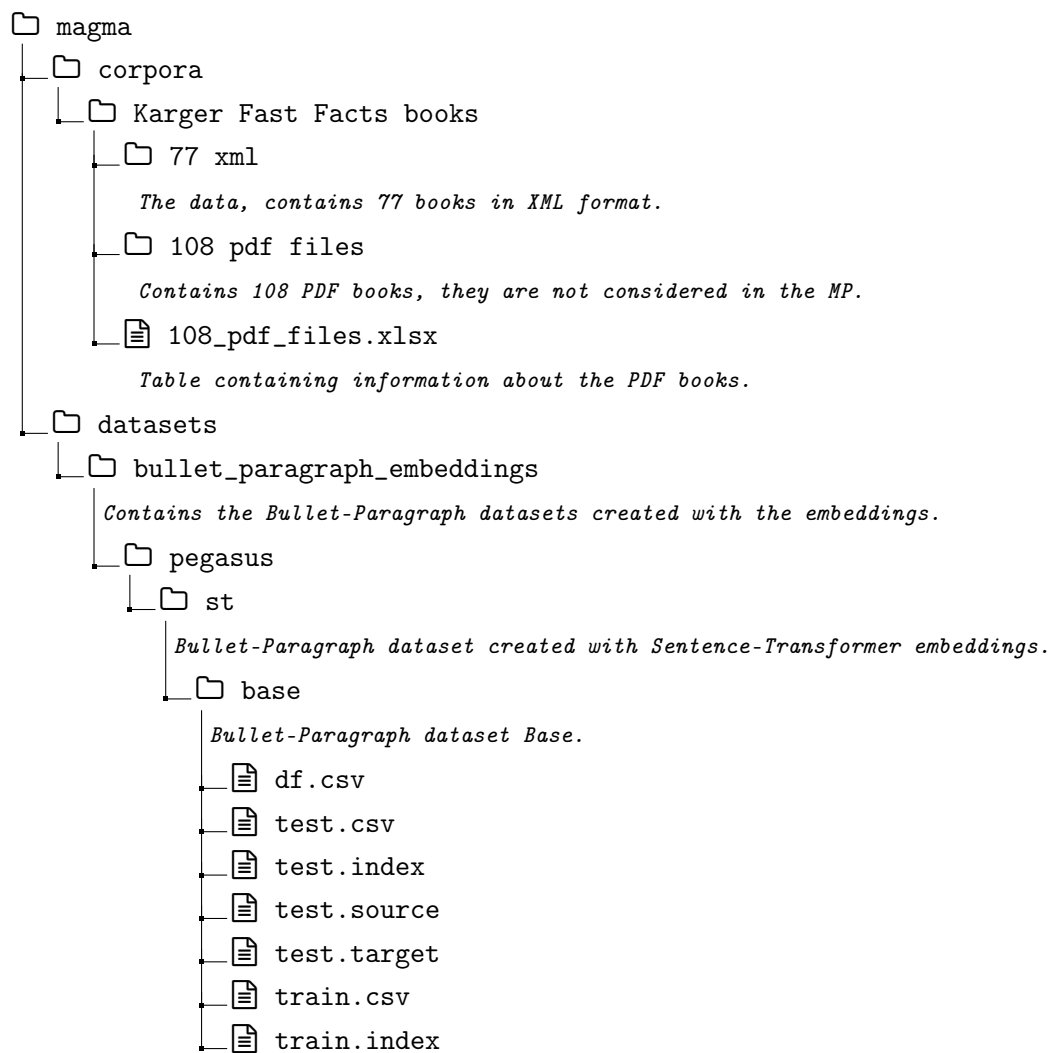 magma
corpora
Karger Fast Facts books
77 xml
The data, contains 77 books in XML format.
108 pdf files
Contains 108 PDF books, they are not considered in the MP.
108_pdf_files.xlsx
Table containing information about the PDF books.
datasets
bullet_paragraph_embeddings
Contains the Bullet-Paragraph datasets created with the embeddings.
pegasus
st
Bullet-Paragraph dataset created with Sentence-Transformer embeddings.
base
Bullet-Paragraph dataset Base.
df.csv
test.csv
test.index
test.source
test.target
train.csv
train.index